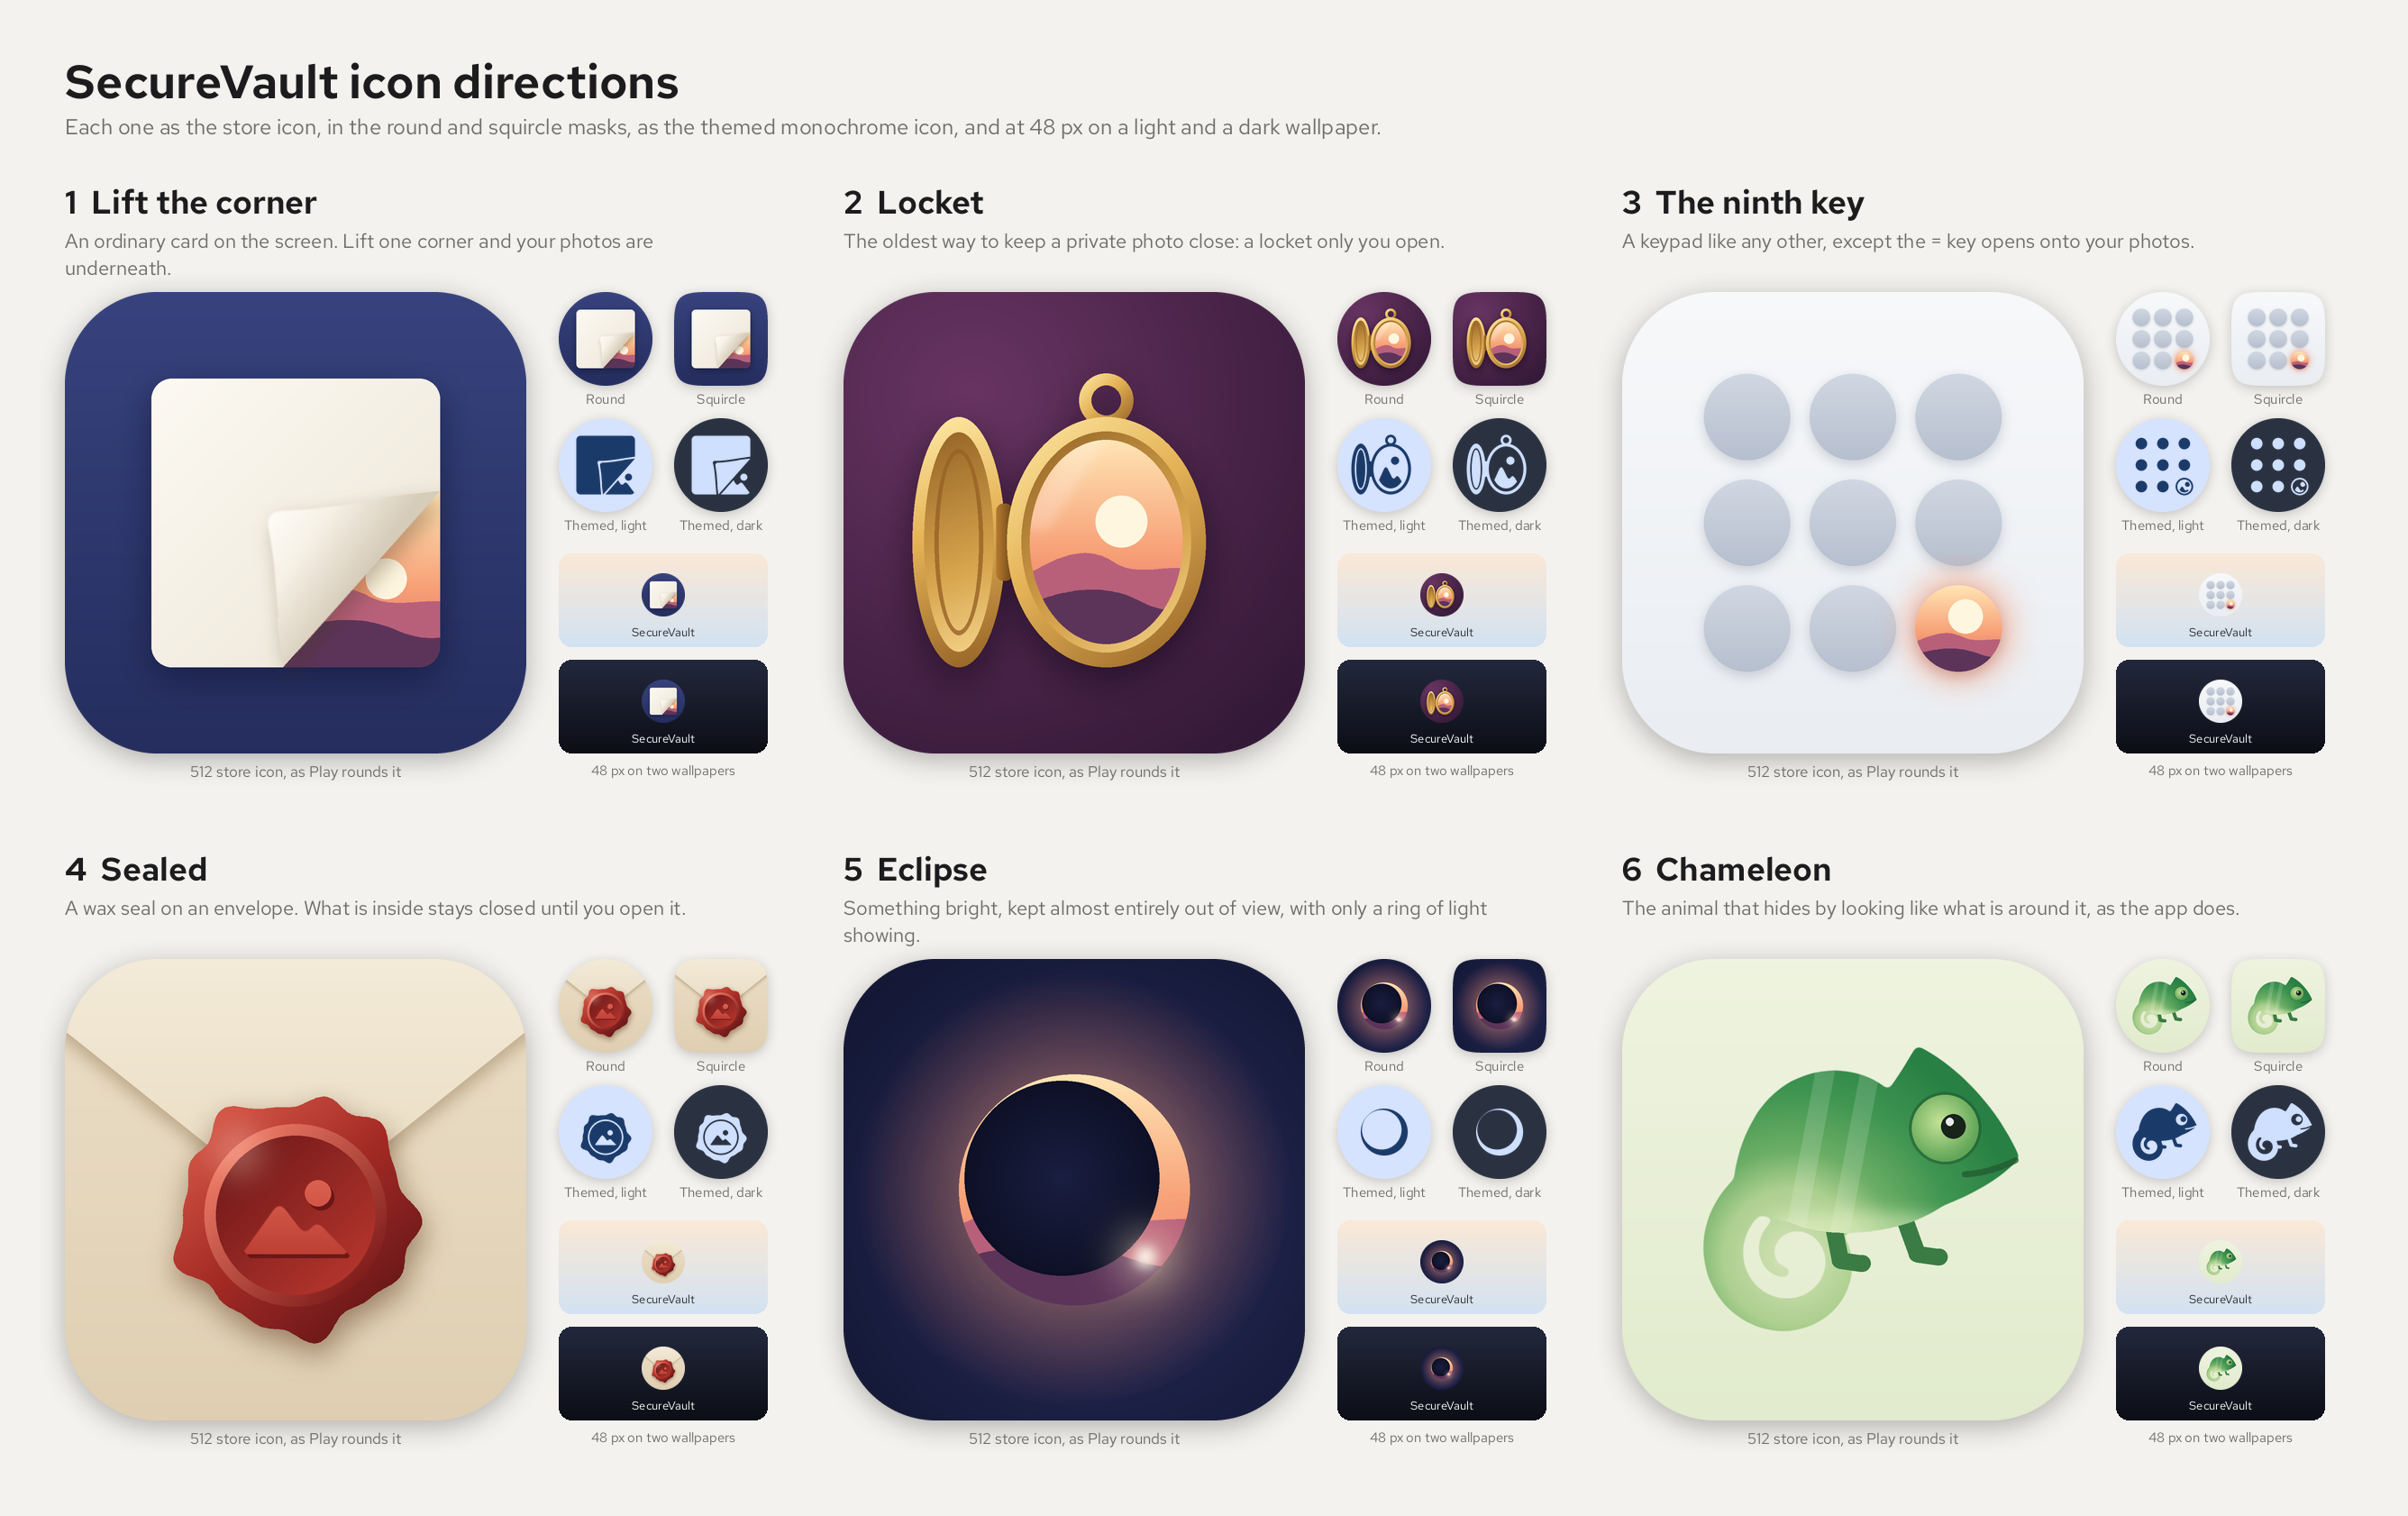 SecureVault icon directions
Each one as the store icon, in the round and squircle masks, as the themed monochrome icon, and at 48 px on a light and a dark wallpaper.
1 Lift the corner
An ordinary card on the screen. Lift one corner and your photos are
underneath.
Round
Squircle
Themed, light
Themed, dark
SecureVault
SecureVault
512 store icon, as Play rounds it
48 px on two wallpapers
2 Locket
The oldest way to keep a private photo close: a locket only you open.
Round
Squircle
Themed, light
Themed, dark
SecureVault
SecureVault
512 store icon, as Play rounds it
48 px on two wallpapers
3 The ninth key
A keypad like any other, except the = key opens onto your photos.
Round
Squircle
Themed, light
Themed, dark
SecureVault
SecureVault
512 store icon, as Play rounds it
48 px on two wallpapers
4 Sealed
A wax seal on an envelope. What is inside stays closed until you open it.
Round
Squircle
Themed, light
Themed, dark
SecureVault
SecureVault
512 store icon, as Play rounds it
48 px on two wallpapers
5 Eclipse
Something bright, kept almost entirely out of view, with only a ring of light
showing.
Round
Squircle
Themed, light
Themed, dark
SecureVault
SecureVault
512 store icon, as Play rounds it
48 px on two wallpapers
6 Chameleon
The animal that hides by looking like what is around it, as the app does.
Round
Squircle
Themed, light
Themed, dark
SecureVault
SecureVault
512 store icon, as Play rounds it
48 px on two wallpapers